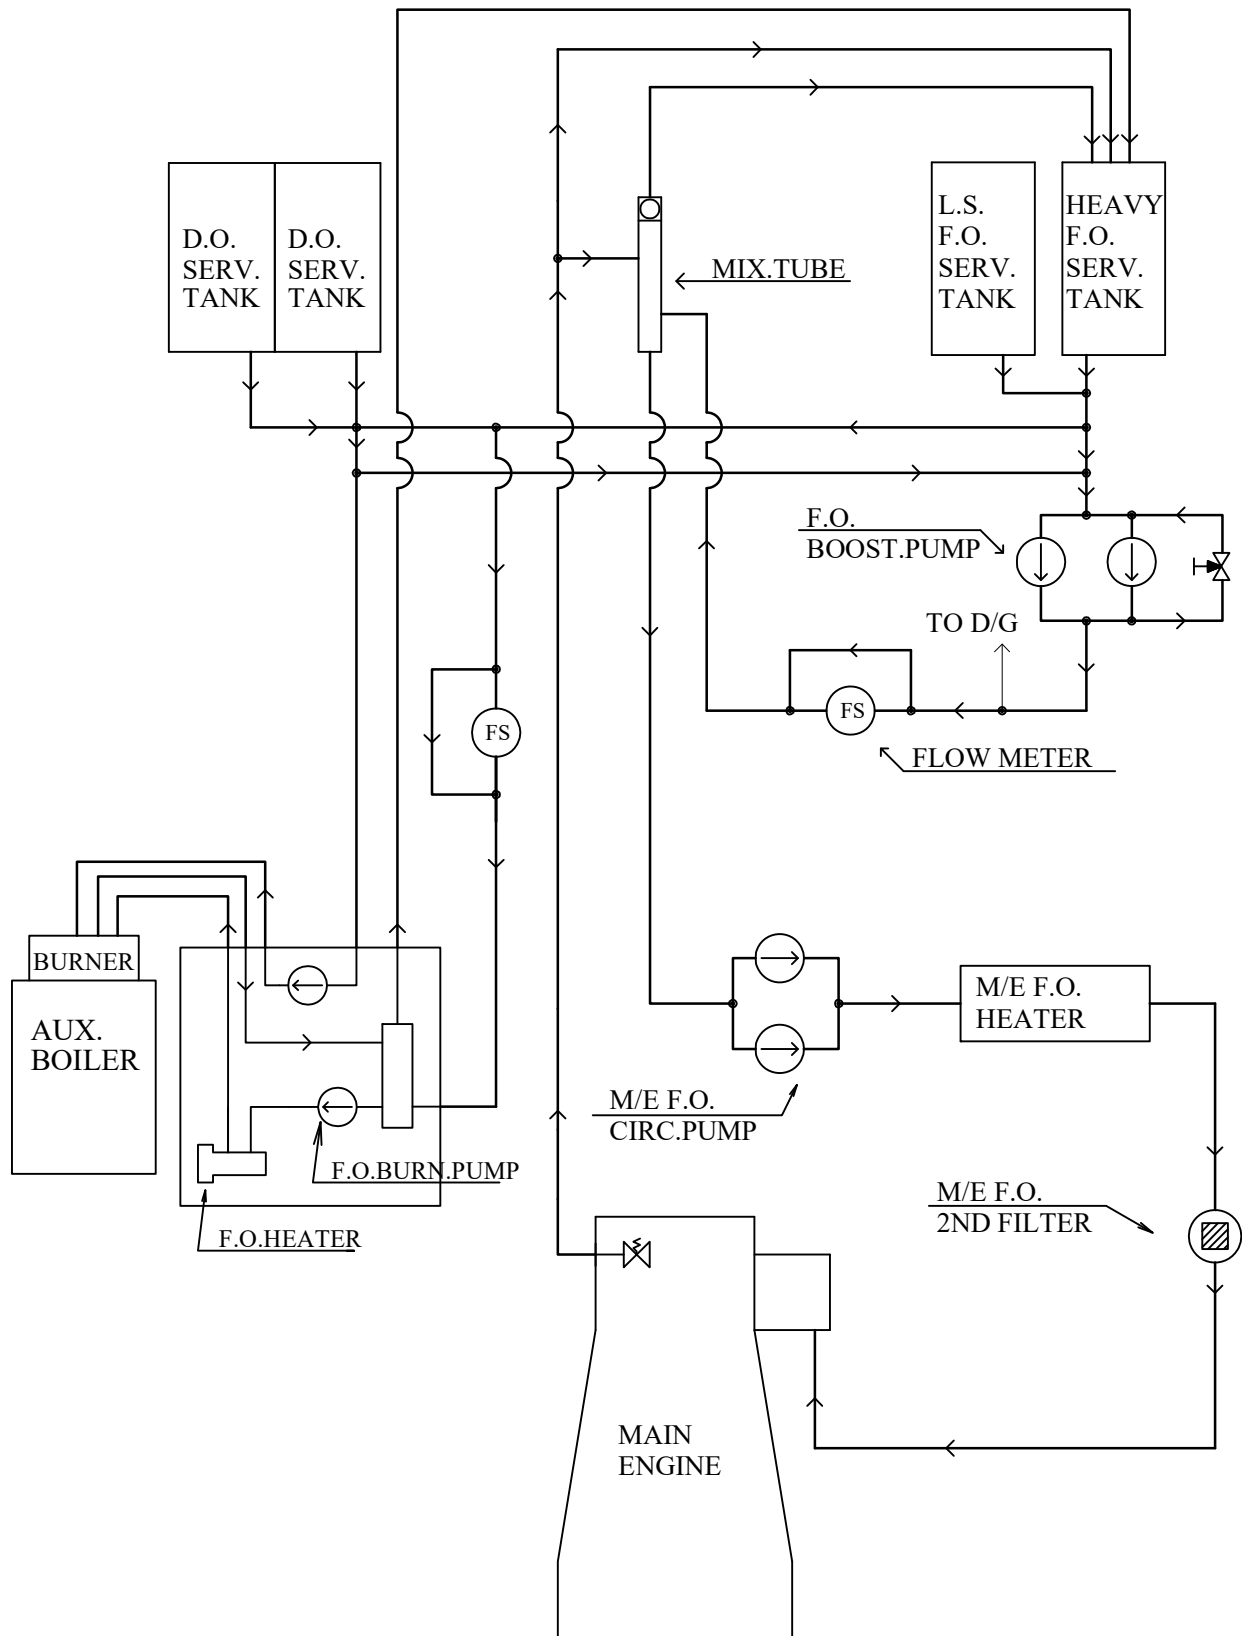 D.O.
SERV.
TANK
D.O.
SERV.
TANK
MIX.TUBE
L.S.
F.O.
SERV.
TANK
HEAVY
F.O.
SERV.
TANK
F.O.
BOOST.PUMP
TO D/G
FS
FLOW METER
FS
BURNER
AUX.
BOILER
M/E F.O.
HEATER
M/E F.O.
CIRC.PUMP
F.O.BURN.PUMP
F.O.HEATER
M/E F.O.
2ND FILTER
MAIN
ENGINE